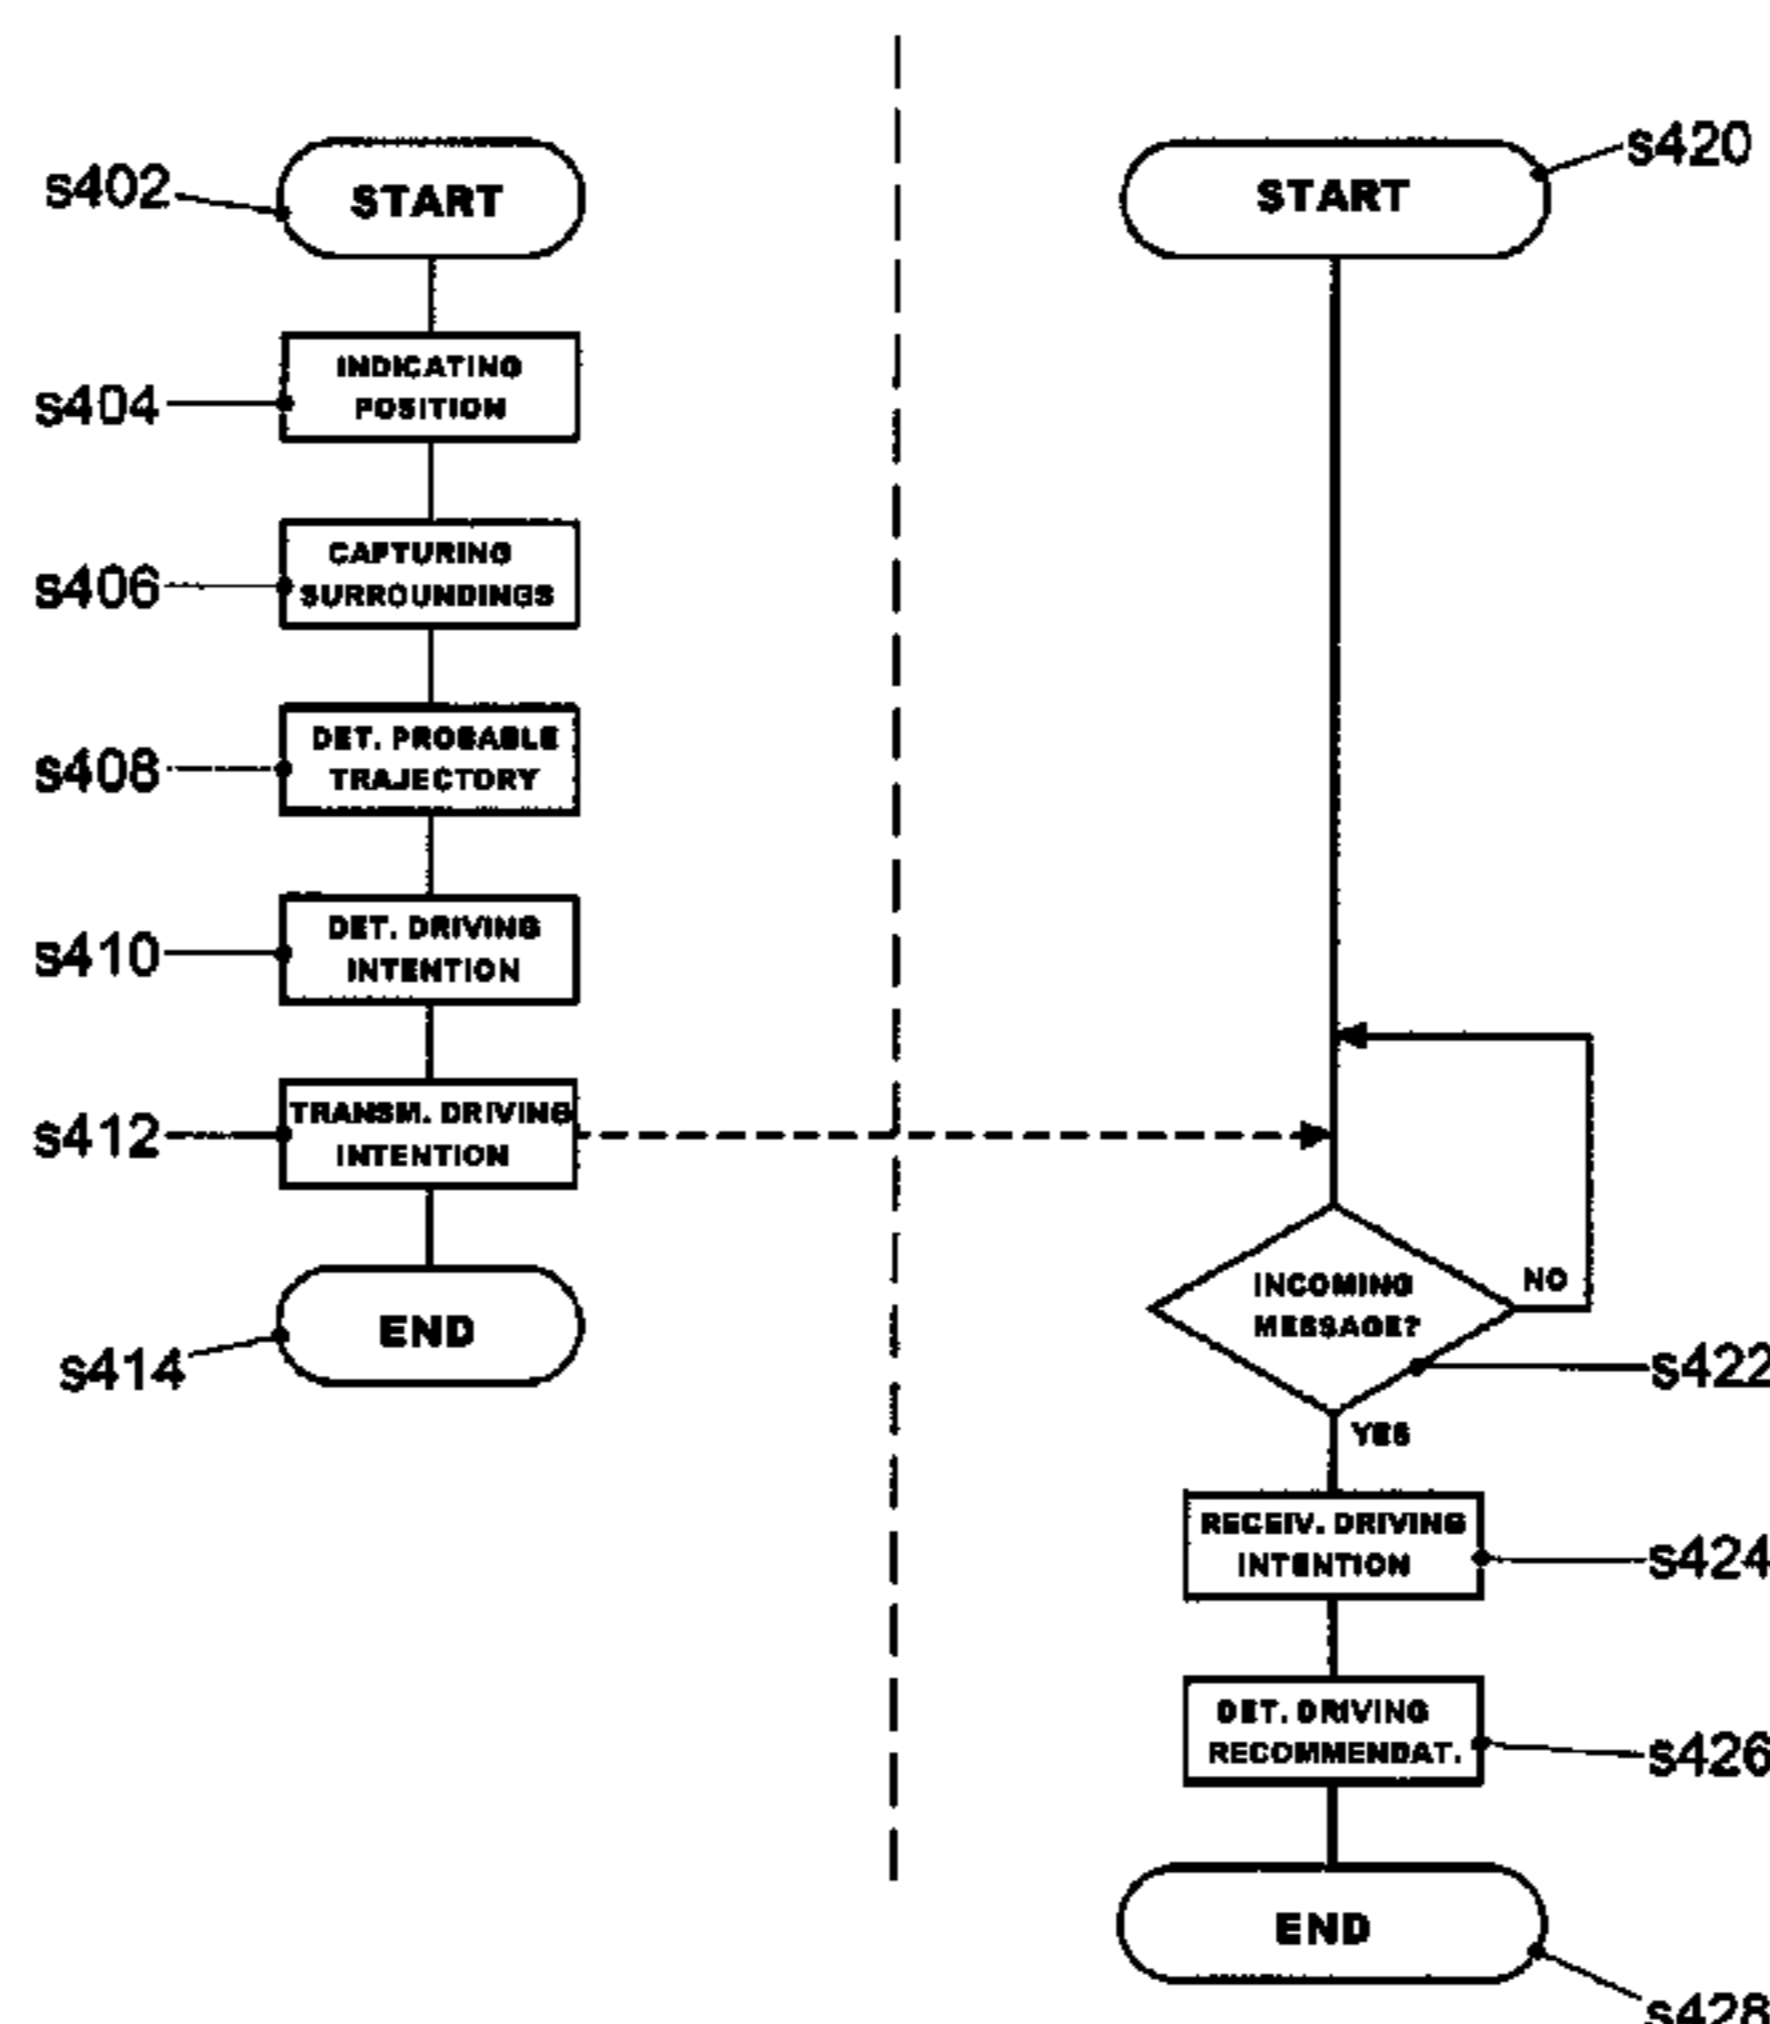 s402
START
s404
INDICATING
POSITION
s406
CAPTURING
SURROUNDINGS
s408
DET. PROBABLE
TRAJECTORY
s410
DET. DRIVING
INTENTION
s412
TRANSM. DRIVING
INTENTION
END
s414
START
s420
INCOMING
MESSAGE?
NO
s422
YES
RECEIV. DRIVING
INTENTION
s424
DET. DRIVING
RECOMMENDAT.
s426
END
s428